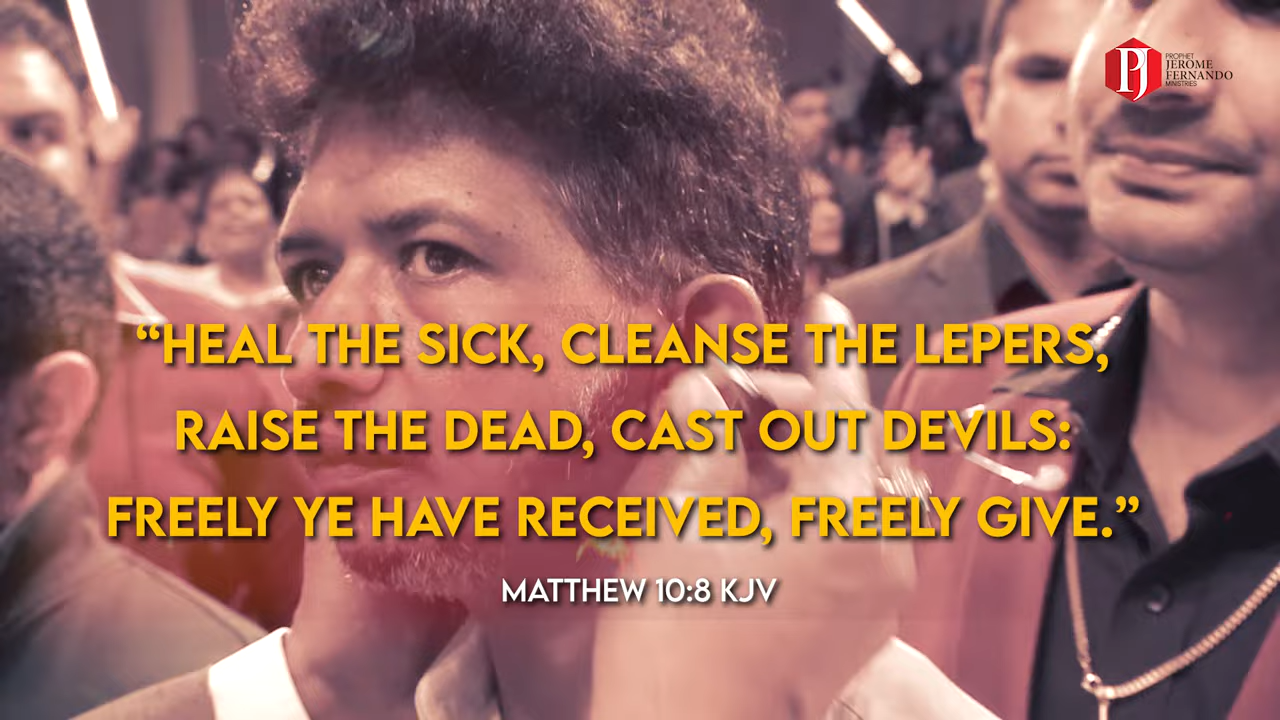 PJ
PROPHET
JEROME
FERNANDO
MINISTRIES
“HEAL THE SICK, CLEANSE THE LEPERS,
RAISE THE DEAD, CAST OUT DEVILS:
FREELY YE HAVE RECEIVED, FREELY GIVE.”
MATTHEW 10:8 KJV